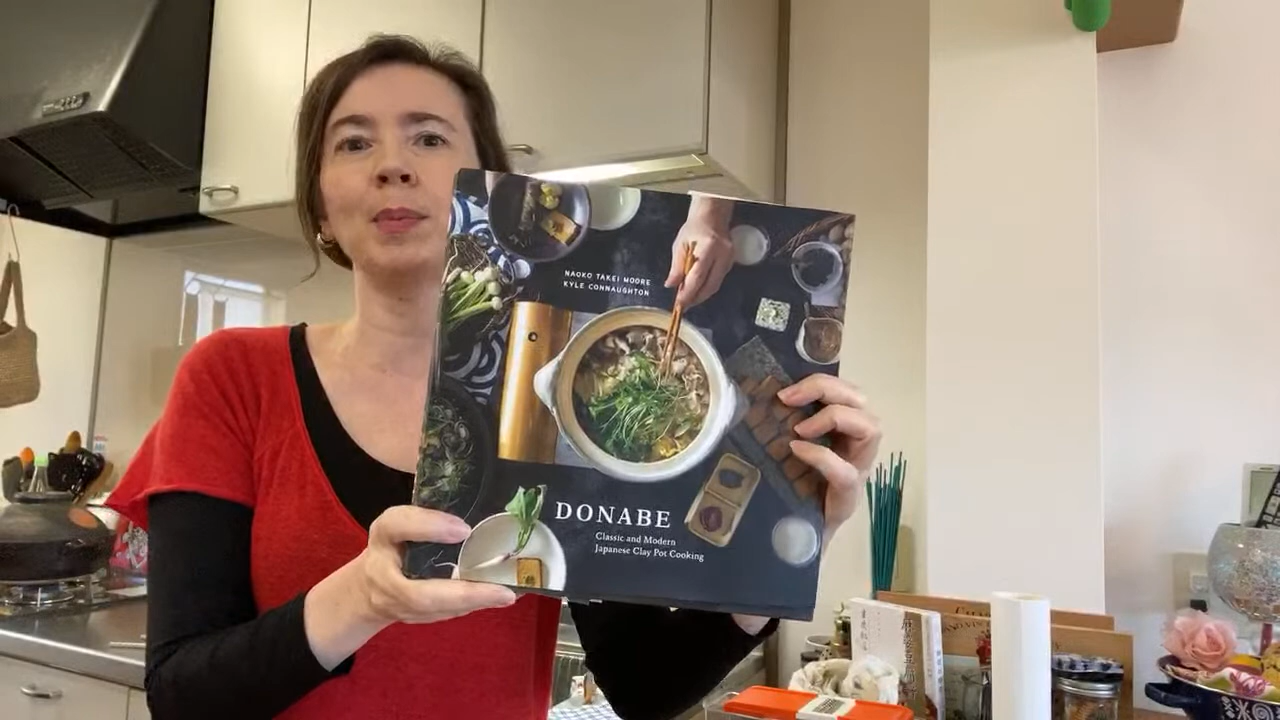 NAOKO TAKEI MOORE
KYLE CONNAUGHTON
DONABE
Classic and Modern
Japanese Clay Pot Cooking